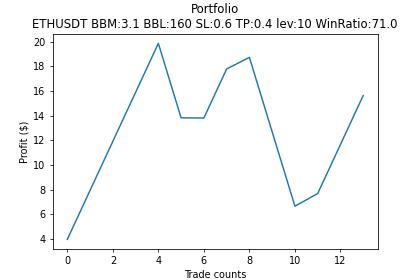 Portfolio
ETHUSDT BBM:3.1 BBL:160 SL:0.6 TP:0.4 lev:10 WinRatio:71.0
20
18
16
14
12
10
8
6
4
Profit ($)
0 2 4 6 8 10 12
Trade counts